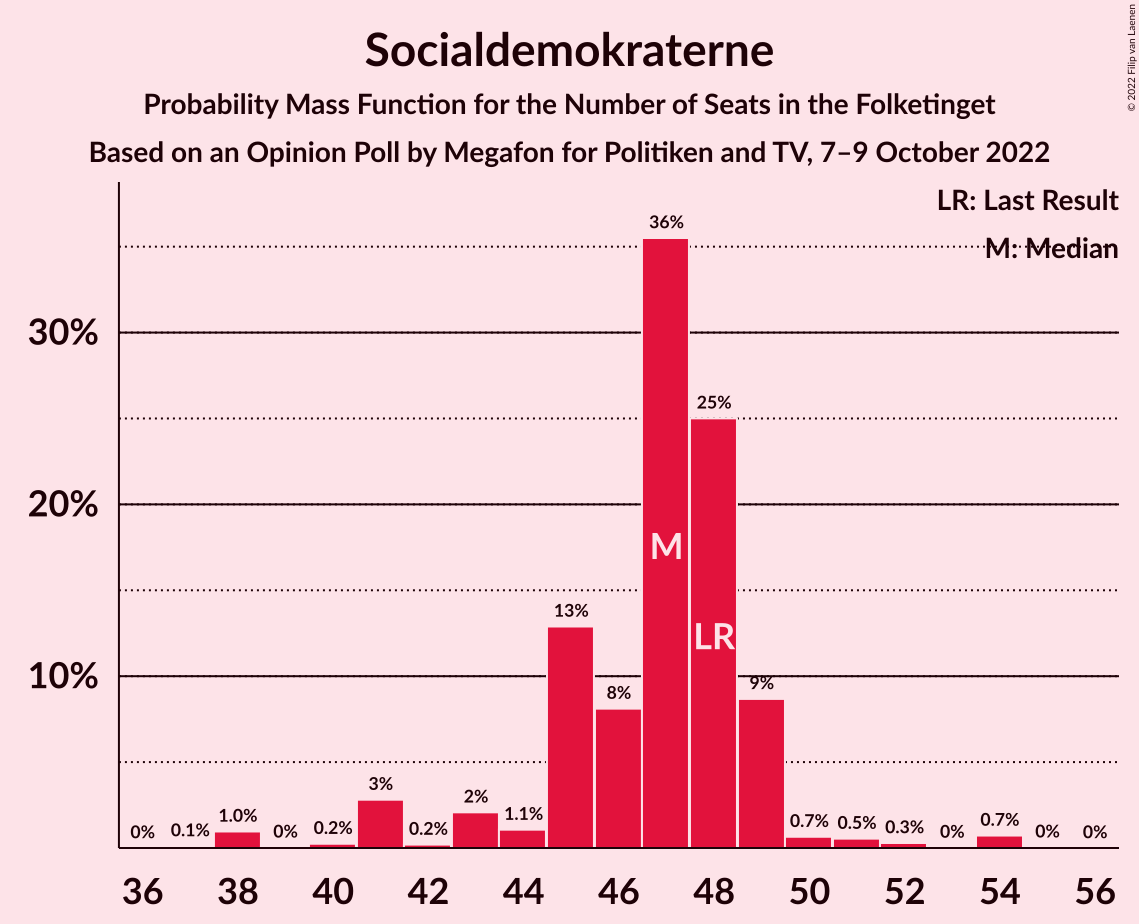 Socialdemokraterne
Probability Mass Function for the Number of Seats in the Folketinget
Based on an Opinion Poll by Megafon for Politiken and TV, 7–9 October 2022
© 2022 Filip van Laenen
LR: Last Result
M: Median
30%
20%
10%
0%
0.1%
1.0%
0%
0.2%
3%
0.2%
2%
1.1%
13%
8%
36%
25%
9%
0.7%
0.5%
0.3%
0%
0.7%
0%
0%
M
LR
36 38 40 42 44 46 48 50 52 54 56